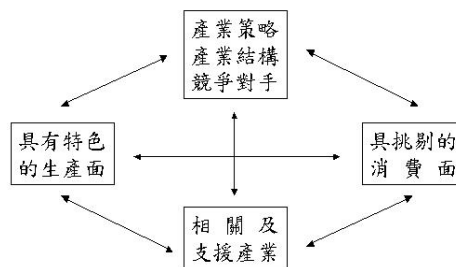 產業策略
產業結構
競爭對手
具有特色
的生產面
具挑剔的
消費面
相關及
支援產業